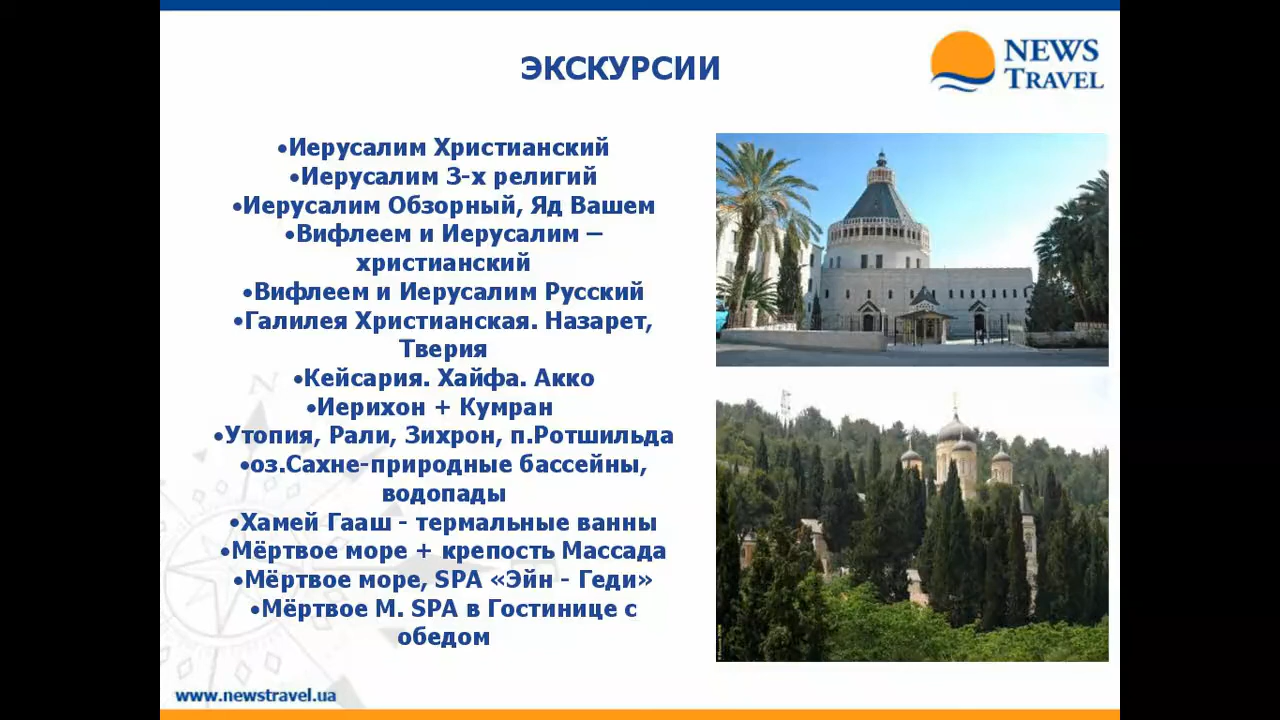 ЭКСКУРСИИ
NEWS
TRAVEL
•Иерусалим Христианский
•Иерусалим 3-х религий
•Иерусалим Обзорный, Яд Вашем
•Вифлеем и Иерусалим –
христианский
•Вифлеем и Иерусалим Русский
•Галилея Христианская. Назарет,
Тверия
•Кейсария. Хайфа. Акко
•Иерихон + Кумран
•Утопия, Рали, Зихрон, п.Ротшильда
•оз.Сахне-природные бассейны,
водопады
•Хамей Гааш - термальные ванны
•Мёртвое море + крепость Массада
•Мёртвое море, SPA «Эйн - Геди»
•Мёртвое М. SPA в Гостинице с
обедом
N
www.newstravel.ua